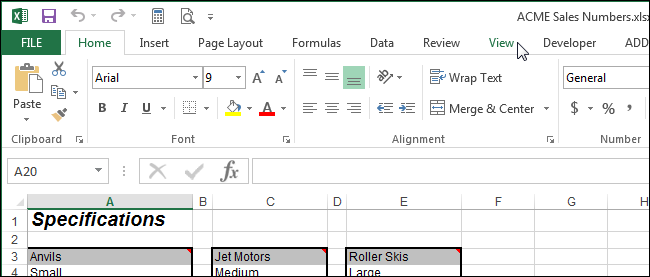 ACME Sales Numbers.xlsx
FILE Home Insert Page Layout Formulas Data Review View Developer ADD
Arial 9 A A Wrap Text General
Paste B I U A Merge & Center $ % ,
Clipboard Font Alignment Number
A20 fx
A B C D E F G H
1 Specifications
2
3 Anvils Jet Motors Roller Skis
4 Small Medium Large